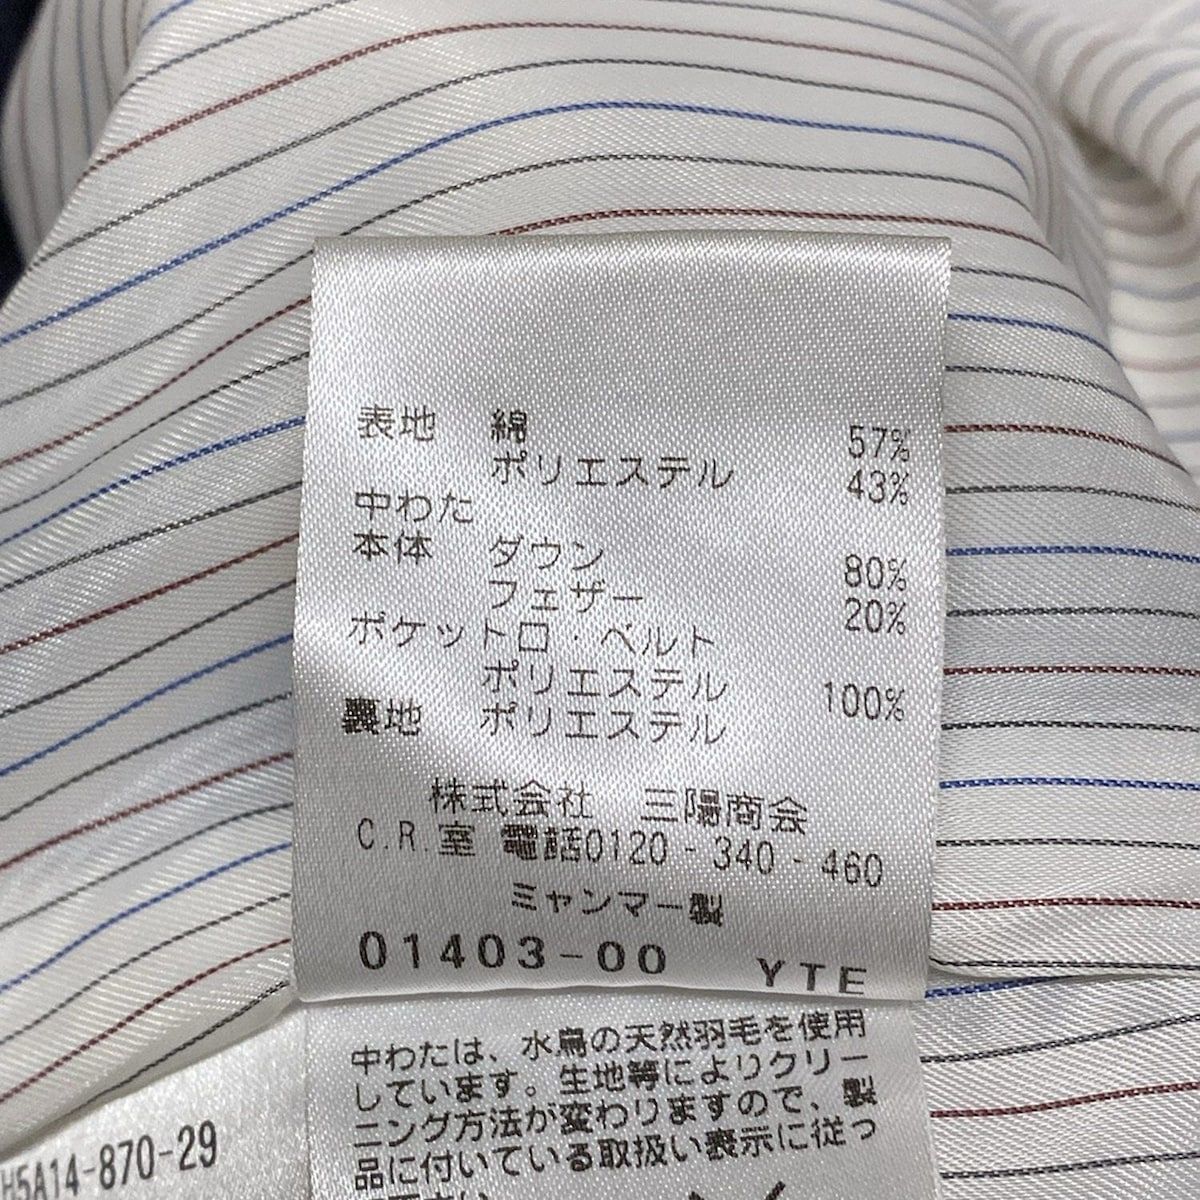 表地 綿 57%
ポリエステル 43%
中わた
本体 ダウン 80%
フェザー 20%
ポケット口・ベルト
ポリエステル 100%
裏地 ポリエステル
株式会社 三陽商会
C.R.室 電話0120-340-460
ミャンマー製
01403-00 YTE
中わたは、水鳥の天然羽毛を使用
しています。生地等によりクリー
ニング方法が変わりますので、製
品に付いている取扱い表示に従っ
H5A14-870-29